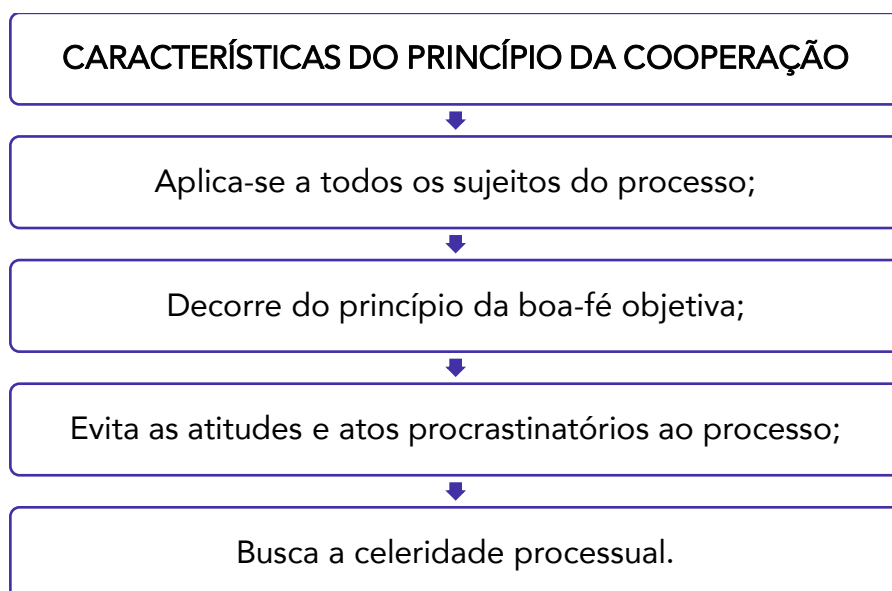 CARACTERÍSTICAS DO PRINCÍPIO DA COOPERAÇÃO
Aplica-se a todos os sujeitos do processo;
Decorre do princípio da boa-fé objetiva;
Evita as atitudes e atos procrastinatórios ao processo;
Busca a celeridade processual.